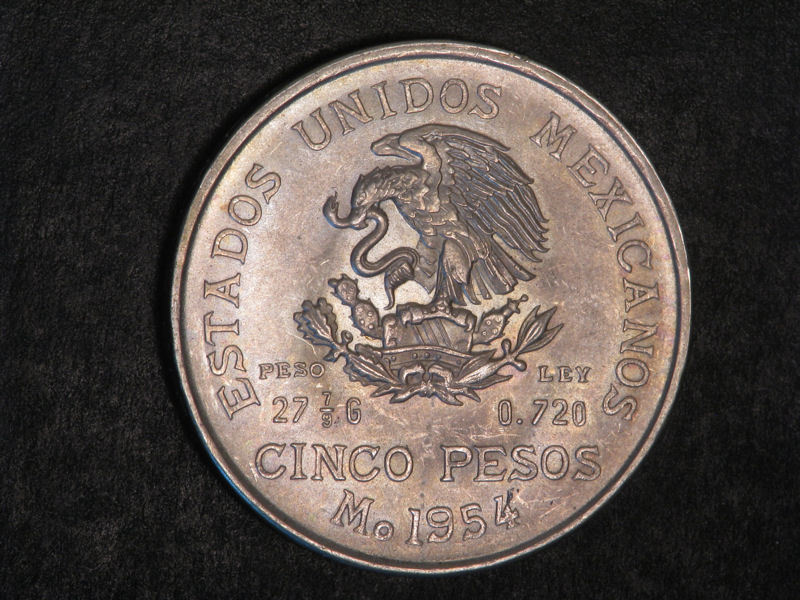 ESTADOS UNIDOS MEXICANOS
PESO LEY
27 7/9 G 0.720
CINCO PESOS
Mo 1954